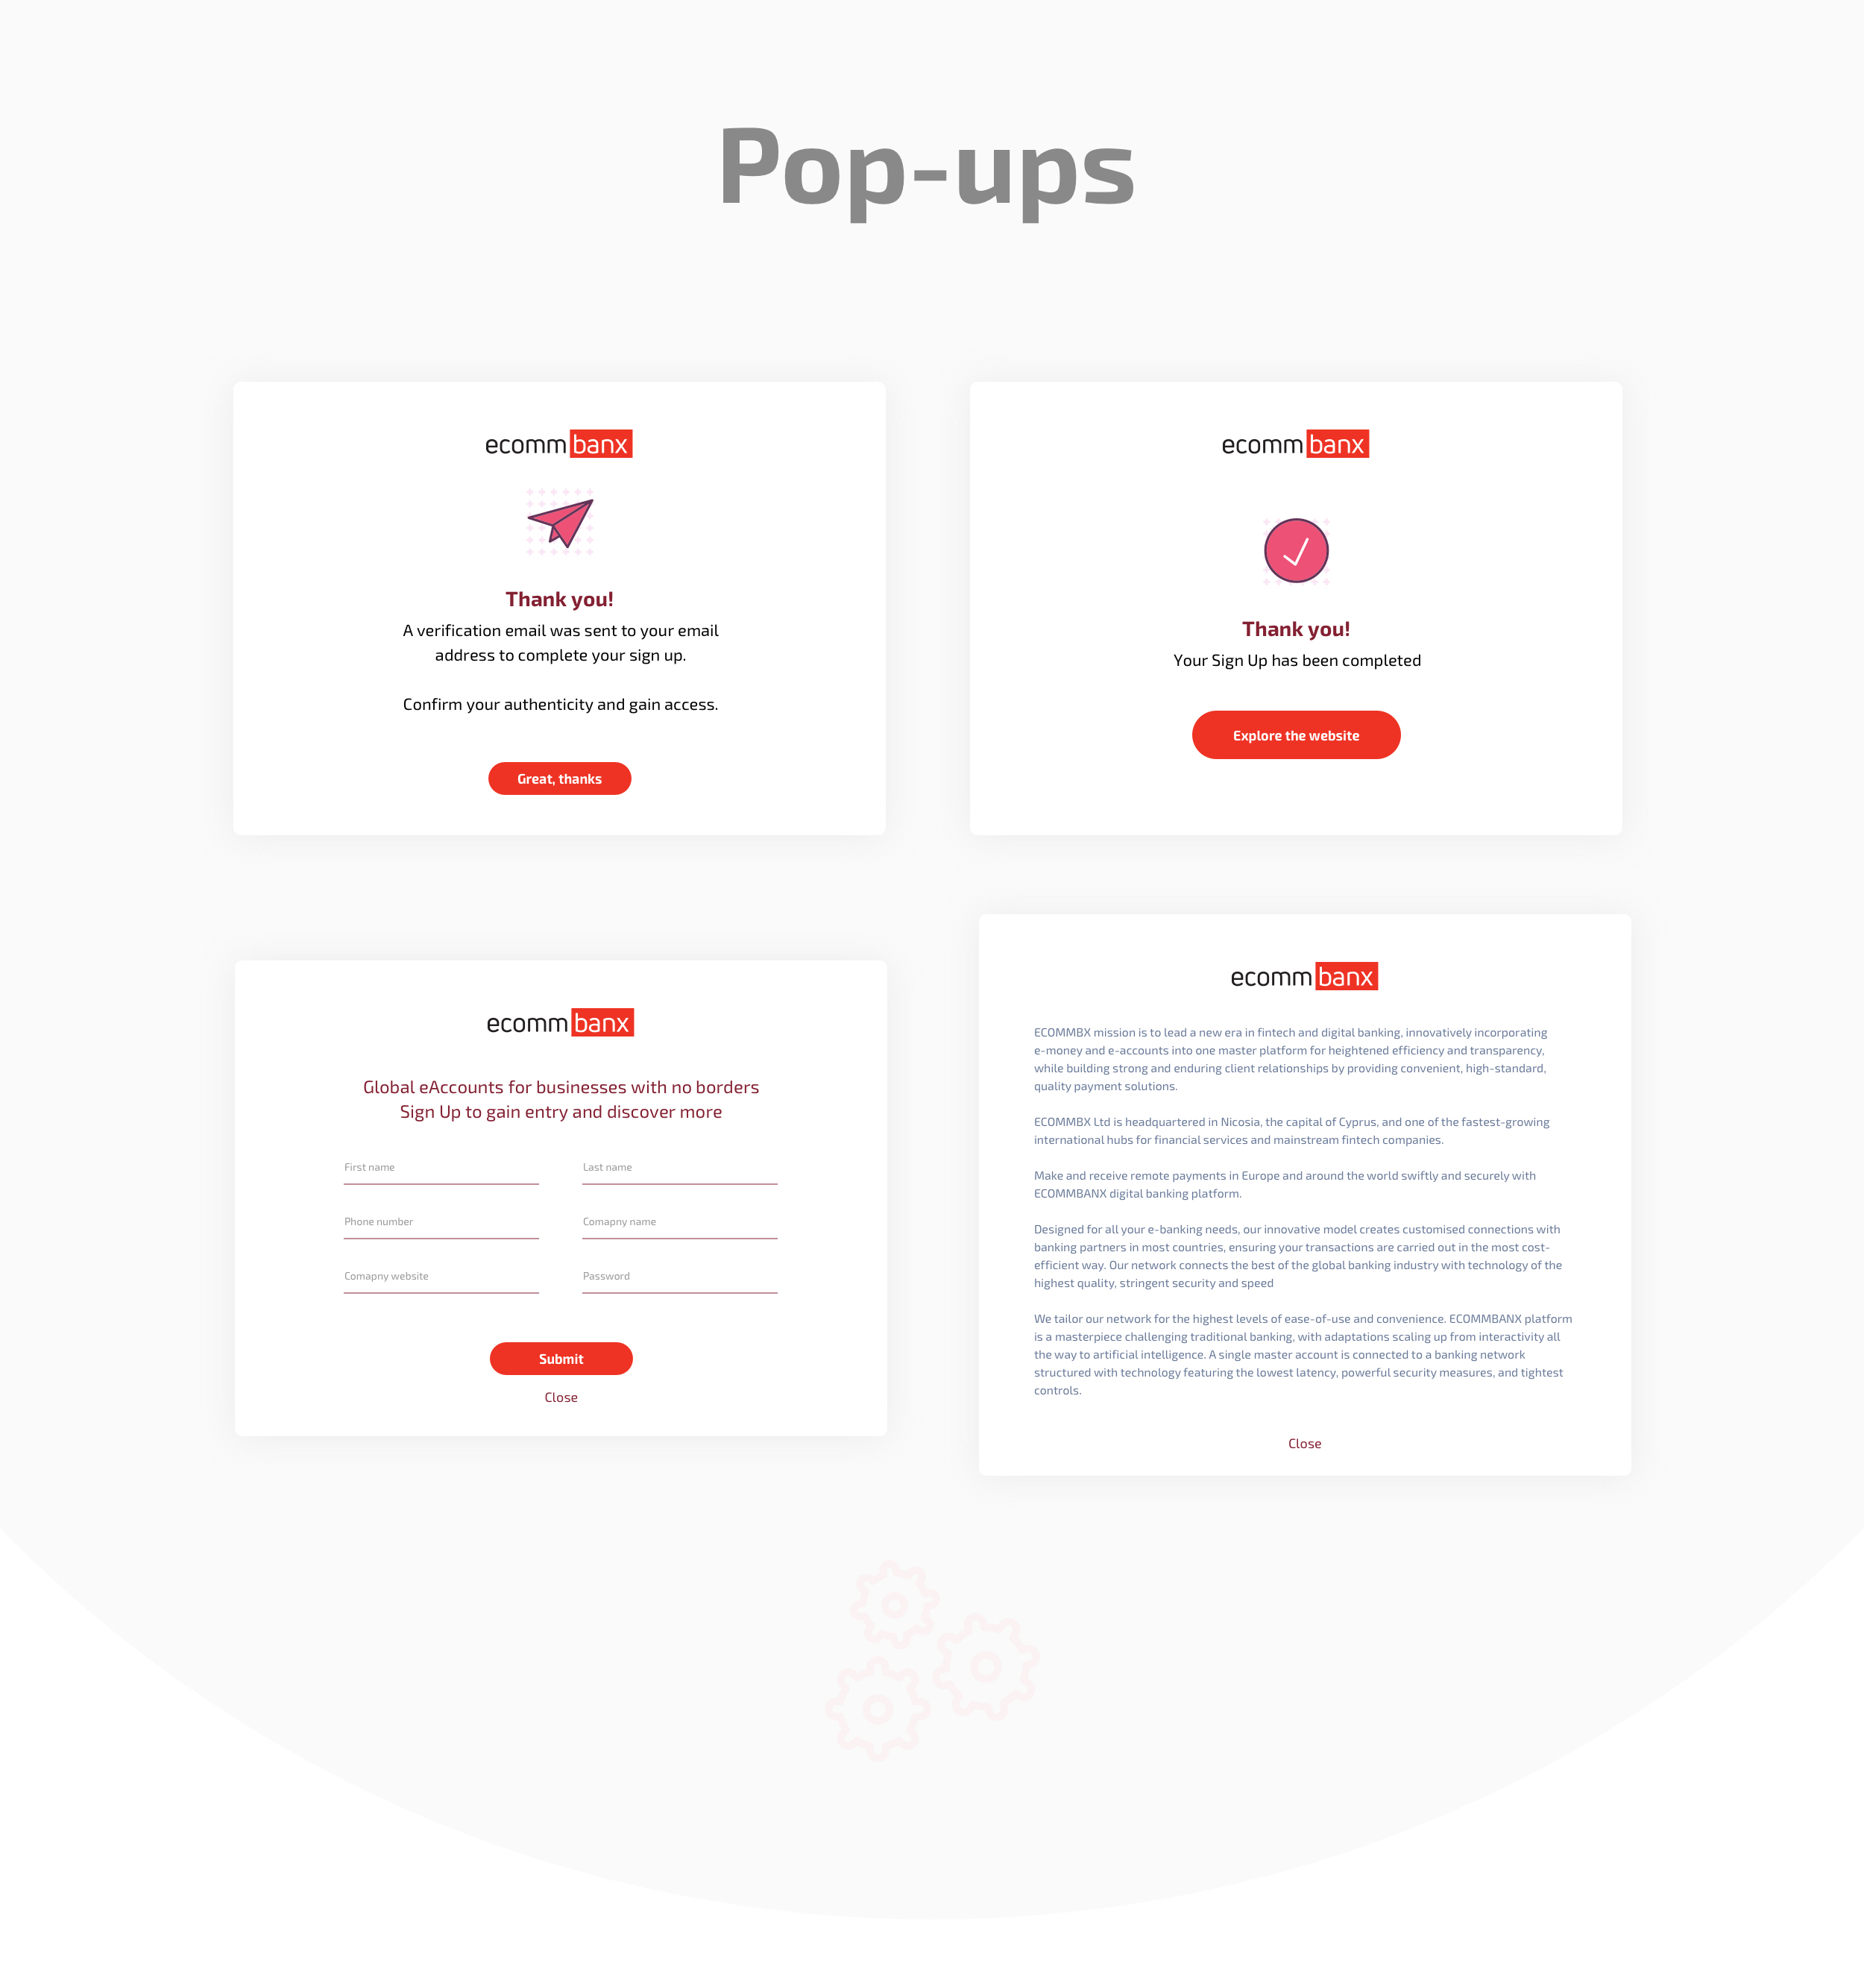 Pop-ups
ecommbanx
Thank you!
A verification email was sent to your email
address to complete your sign up.
Confirm your authenticity and gain access.
Great, thanks
ecommbanx
Thank you!
Your Sign Up has been completed
Explore the website
ecommbanx
Global eAccounts for businesses with no borders
Sign Up to gain entry and discover more
First name
Last name
Phone number
Comapny name
Comapny website
Password
Submit
Close
ecommbanx
ECOMMBX mission is to lead a new era in fintech and digital banking, innovatively incorporating
e-money and e-accounts into one master platform for heightened efficiency and transparency,
while building strong and enduring client relationships by providing convenient, high-standard,
quality payment solutions.
ECOMMBX Ltd is headquartered in Nicosia, the capital of Cyprus, and one of the fastest-growing
international hubs for financial services and mainstream fintech companies.
Make and receive remote payments in Europe and around the world swiftly and securely with
ECOMMBANX digital banking platform.
Designed for all your e-banking needs, our innovative model creates customised connections with
banking partners in most countries, ensuring your transactions are carried out in the most cost-
efficient way. Our network connects the best of the global banking industry with technology of the
highest quality, stringent security and speed
We tailor our network for the highest levels of ease-of-use and convenience. ECOMMBANX platform
is a masterpiece challenging traditional banking, with adaptations scaling up from interactivity all
the way to artificial intelligence. A single master account is connected to a banking network
structured with technology featuring the lowest latency, powerful security measures, and tightest
controls.
Close